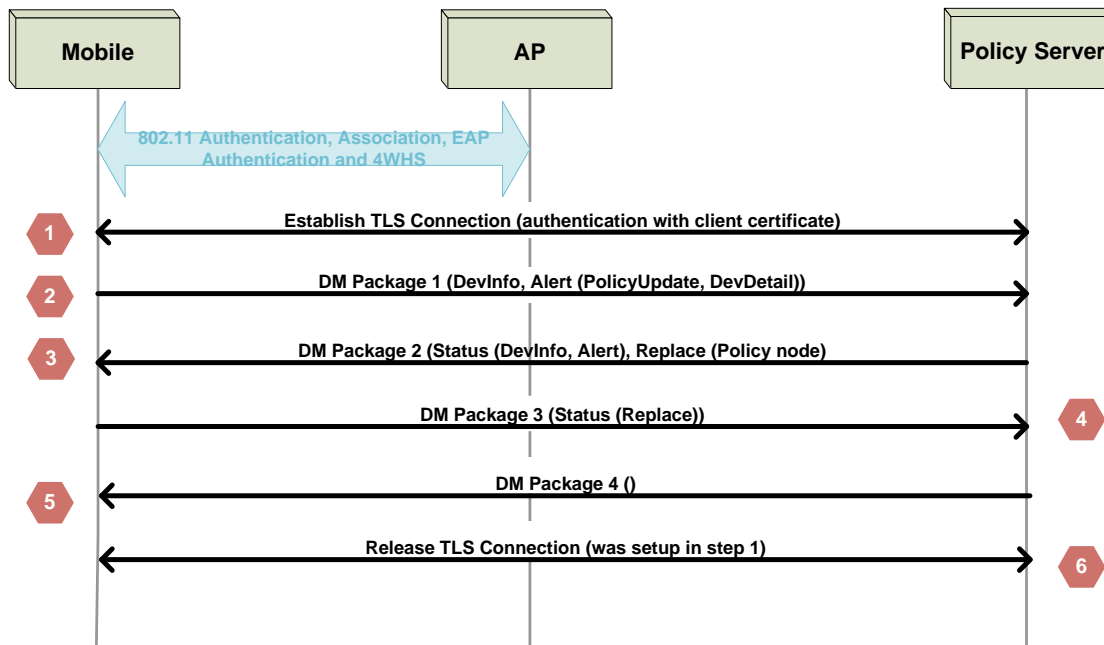 Mobile
AP
Policy Server
802.11 Authentication, Association, EAP
Authentication and 4WHS
1
Establish TLS Connection (authentication with client certificate)
2
DM Package 1 (DevInfo, Alert (PolicyUpdate, DevDetail))
3
DM Package 2 (Status (DevInfo, Alert), Replace (Policy node)
DM Package 3 (Status (Replace))
4
5
DM Package 4 ()
Release TLS Connection (was setup in step 1)
6